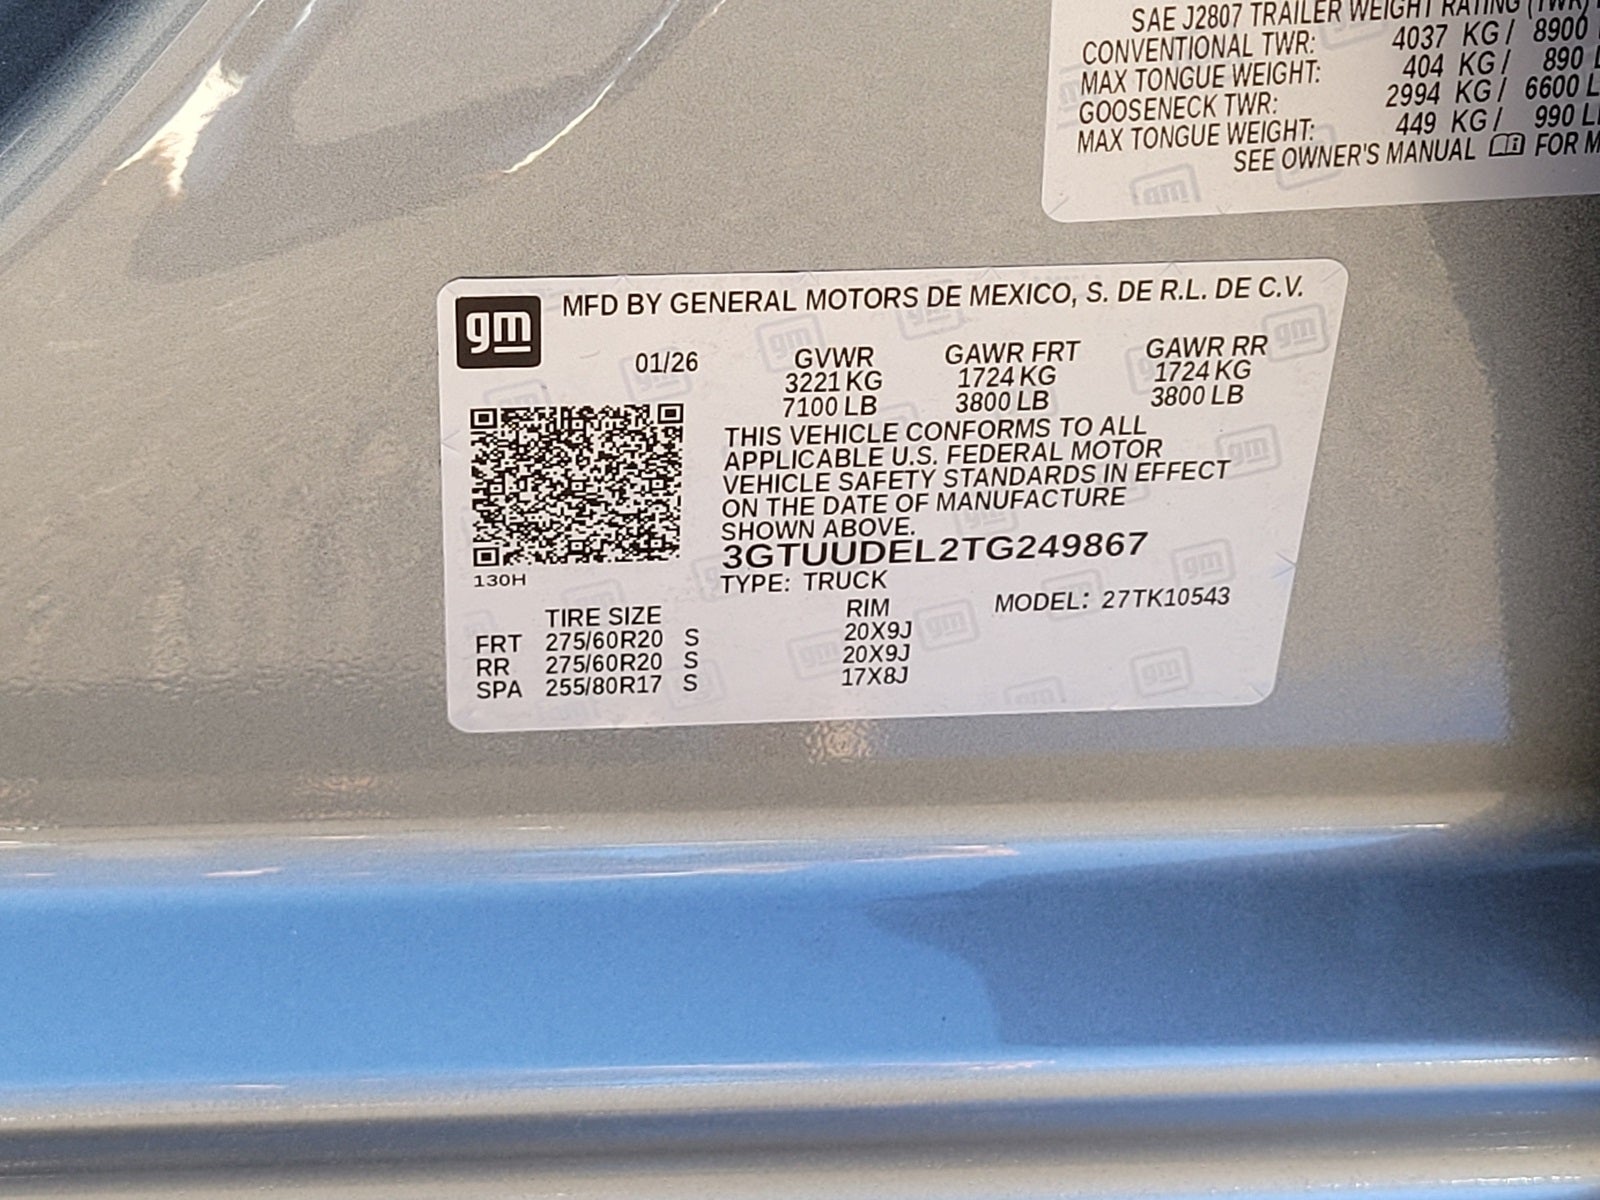 SAE J2807 TRAILER WEIGHT RATING (TWR)
CONVENTIONAL TWR: 4037 KG / 8900
MAX TONGUE WEIGHT: 404 KG / 890 L
GOOSENECK TWR: 2994 KG / 6600 L
MAX TONGUE WEIGHT: 449 KG / 990 LB
SEE OWNER'S MANUAL FOR M
gm
gm MFD BY GENERAL MOTORS DE MEXICO, S. DE R.L. DE C.V.
01/26 GVWR GAWR FRT GAWR RR
3221 KG 1724 KG 1724 KG
7100 LB 3800 LB 3800 LB
THIS VEHICLE CONFORMS TO ALL
APPLICABLE U.S. FEDERAL MOTOR
VEHICLE SAFETY STANDARDS IN EFFECT
ON THE DATE OF MANUFACTURE
SHOWN ABOVE.
3GTUUDEL2TG249867
130H TYPE: TRUCK
TIRE SIZE RIM MODEL: 27TK10543
FRT 275/60R20 S 20X9J
RR 275/60R20 S 20X9J
SPA 255/80R17 S 17X8J